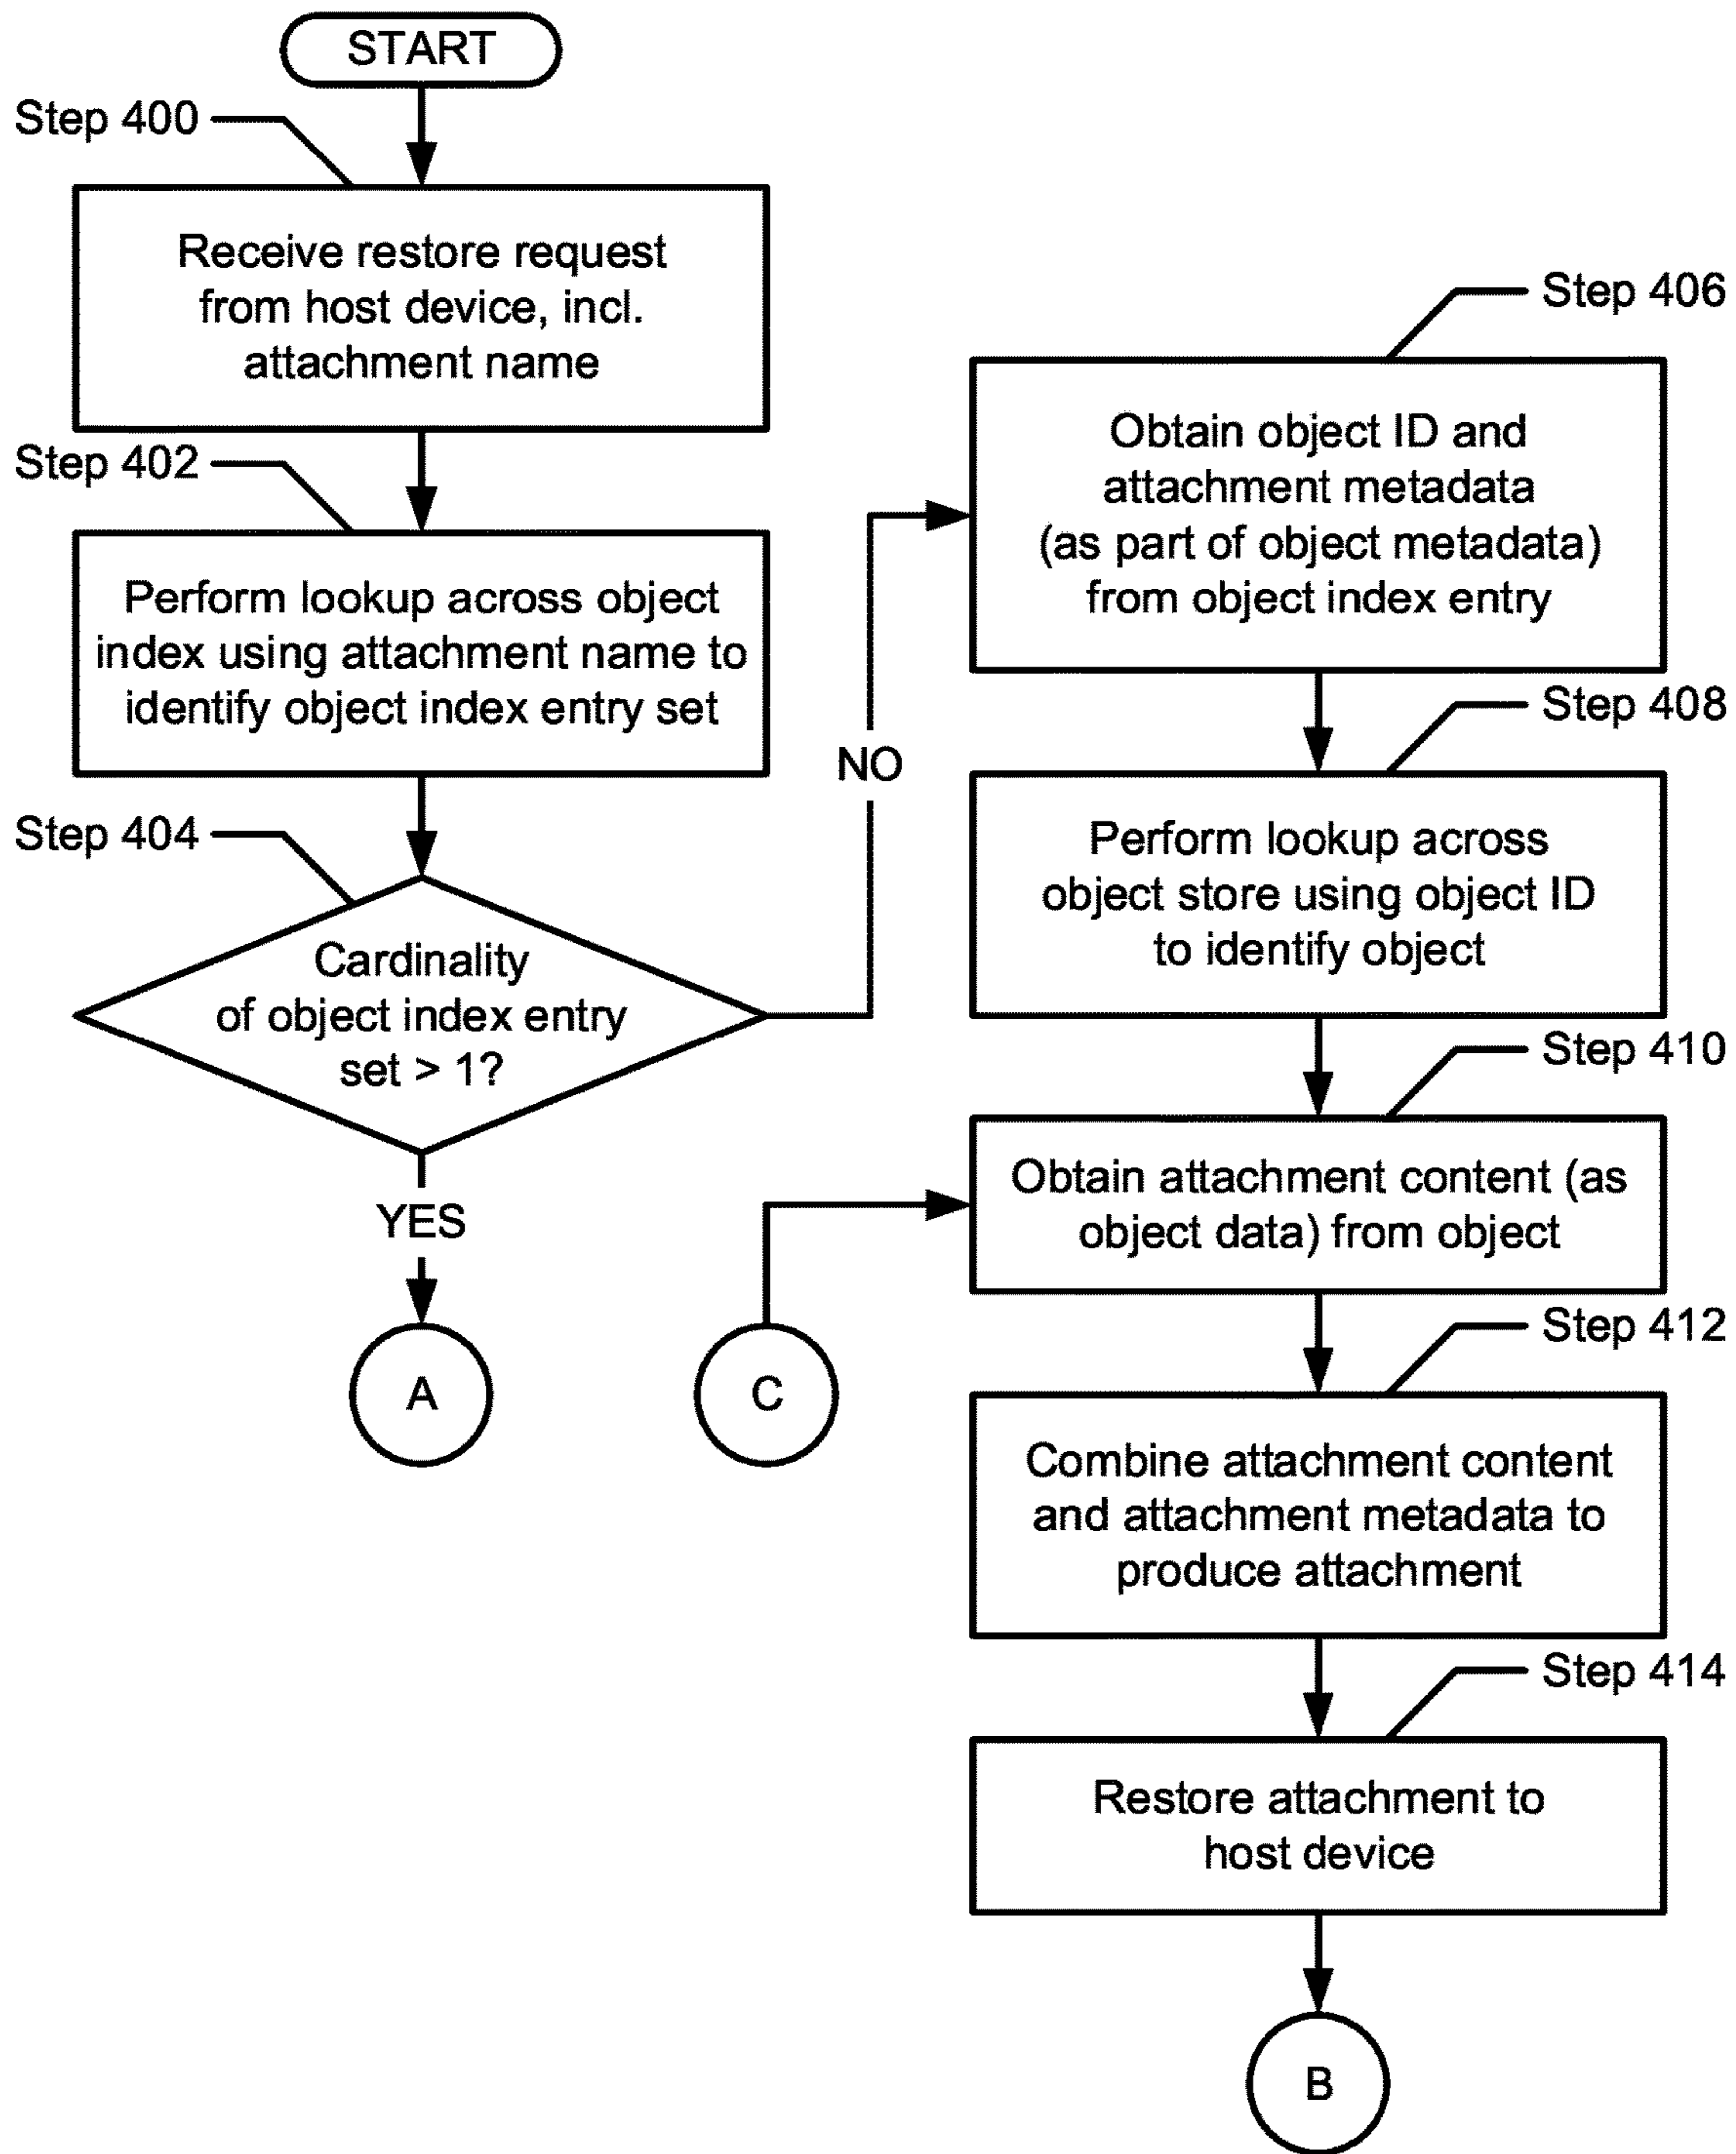 START
Step 400
Receive restore request
from host device, incl.
attachment name
Step 402
Perform lookup across object
index using attachment name to
identify object index entry set
Step 404
Cardinality
of object index entry
set > 1?
YES
A
NO
Step 406
Obtain object ID and
attachment metadata
(as part of object metadata)
from object index entry
Step 408
Perform lookup across
object store using object ID
to identify object
Step 410
Obtain attachment content (as
object data) from object
C
Step 412
Combine attachment content
and attachment metadata to
produce attachment
Step 414
Restore attachment to
host device
B